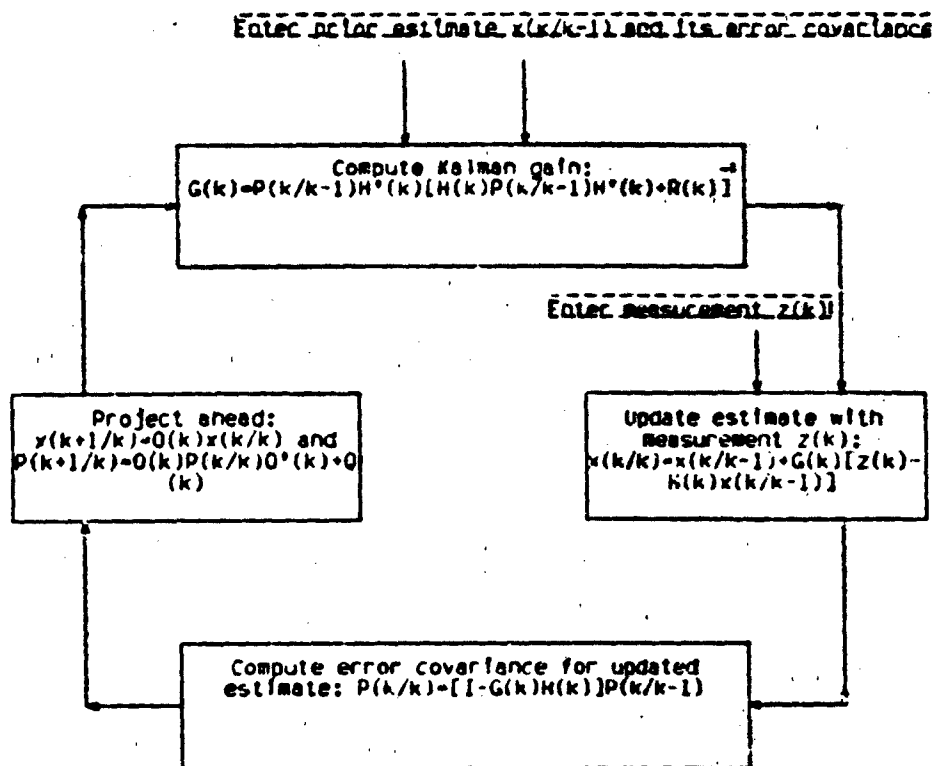 Enter prior estimate x(k/k-1) and its error covariance
Compute Kalman gain:
G(k)=P(k/k-1)H'(k)[H(k)P(k/k-1)H'(k)+R(k)]
Enter measurement z(k)
Project ahead:
x(k+1/k)=O(k)x(k/k) and
P(k+1/k)=O(k)P(k/k)O'(k)+Q
(k)
Update estimate with
measurement z(k):
x(k/k)=x(k/k-1)+G(k)[z(k)-
H(k)x(k/k-1)]
Compute error covariance for updated
estimate: P(k/k)=[I-G(k)H(k)]P(k/k-1)